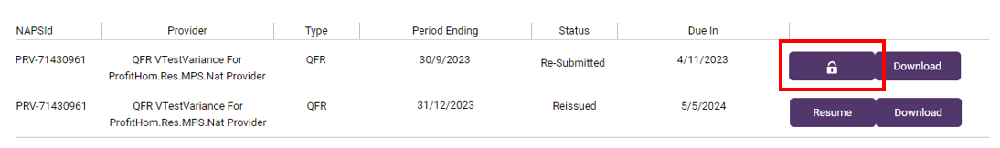 NAPSId Provider Type Period Ending Status Due In
PRV-71430961 QFR VTestVariance For QFR 30/9/2023 Re-Submitted 4/11/2023 Download
ProfitHom.Res.MPS.Nat Provider
PRV-71430961 QFR VTestVariance For QFR 31/12/2023 Reissued 5/5/2024 Resume Download
ProfitHom.Res.MPS.Nat Provider